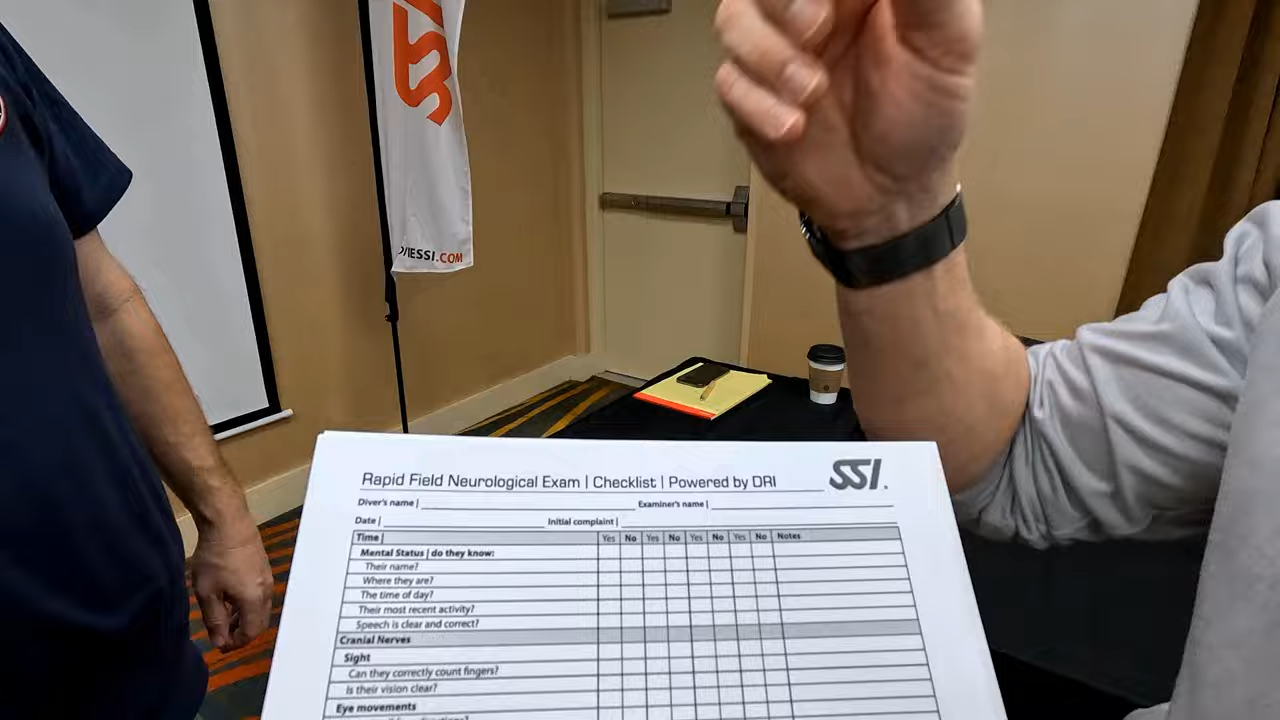 SSI
IESSI.COM
Rapid Field Neurological Exam | Checklist | Powered by DRI
SSI.
Diver's name |
Examiner's name |
Date |
Initial complaint |
Time |
Yes No Yes No Yes No Yes No Notes
Mental Status | do they know:
Their name?
Where they are?
The time of day?
Their most recent activity?
Speech is clear and correct?
Cranial Nerves
Sight
Can they correctly count fingers?
Is their vision clear?
Eye movements